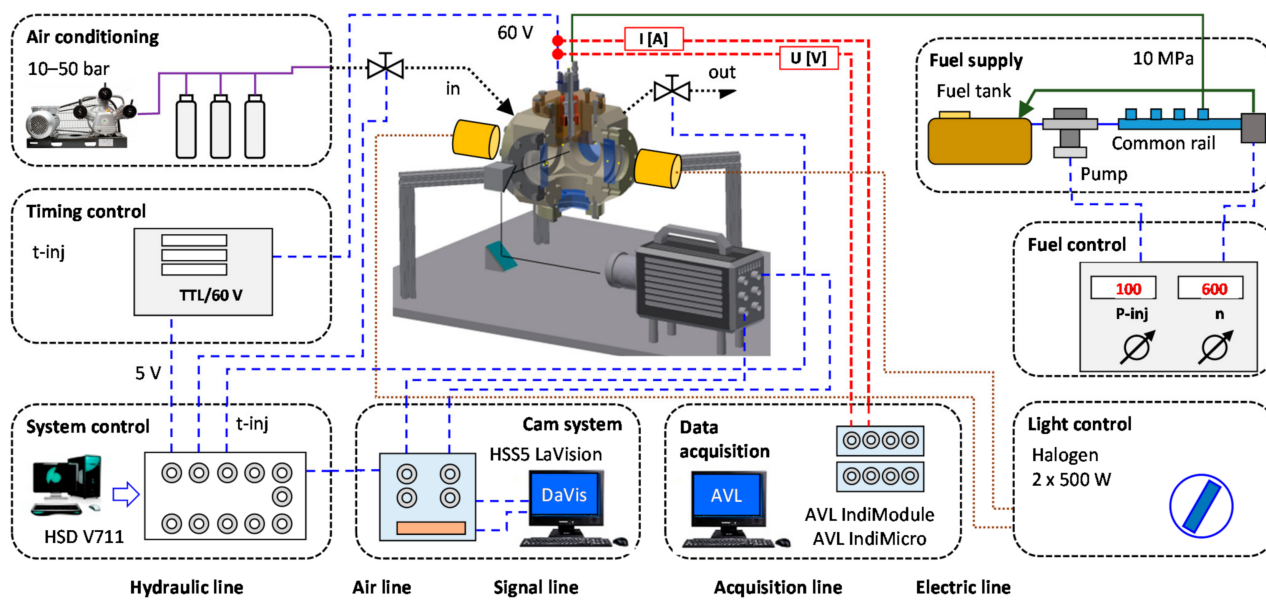 Air conditioning
10–50 bar
60 V
I [A]
U [V]
in
out
Fuel supply
10 MPa
Fuel tank
Common rail
Pump
Timing control
t-inj
TTL/60 V
Fuel control
100
600
P-inj
n
5 V
System control
t-inj
HSD V711
Cam system
HSS5 LaVision
DaVis
Data
acquisition
AVL
AVL IndiModule
AVL IndiMicro
Light control
Halogen
2 x 500 W
Hydraulic line
Air line
Signal line
Acquisition line
Electric line